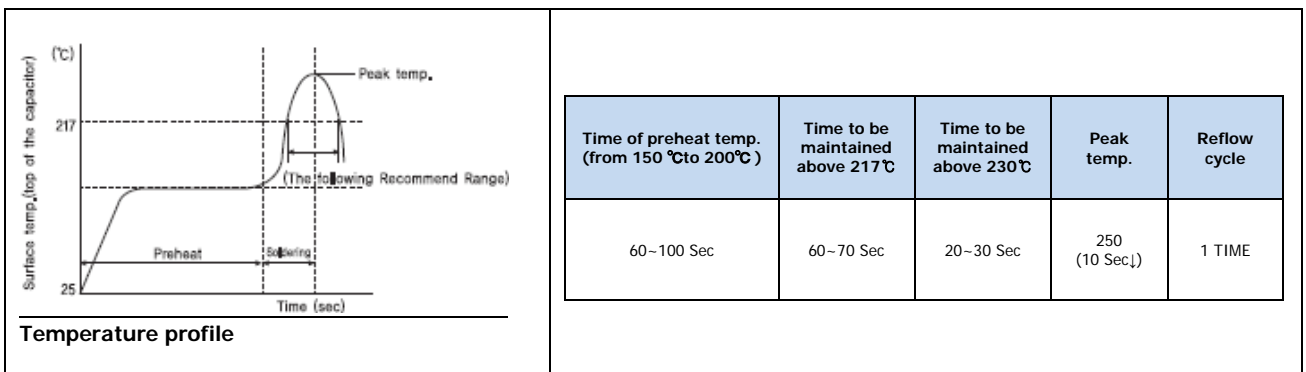 (℃)
Surface temp.(top of the capacitor)
Peak temp.
217
(The following Recommend Range)
Preheat
Soldering
25
Time (sec)
Temperature profile
Time of preheat temp.
(from 150 ℃to 200℃ )
Time to be
maintained
above 217℃
Time to be
maintained
above 230℃
Peak
temp.
Reflow
cycle
60~100 Sec
60~70 Sec
20~30 Sec
250
(10 Sec↓)
1 TIME